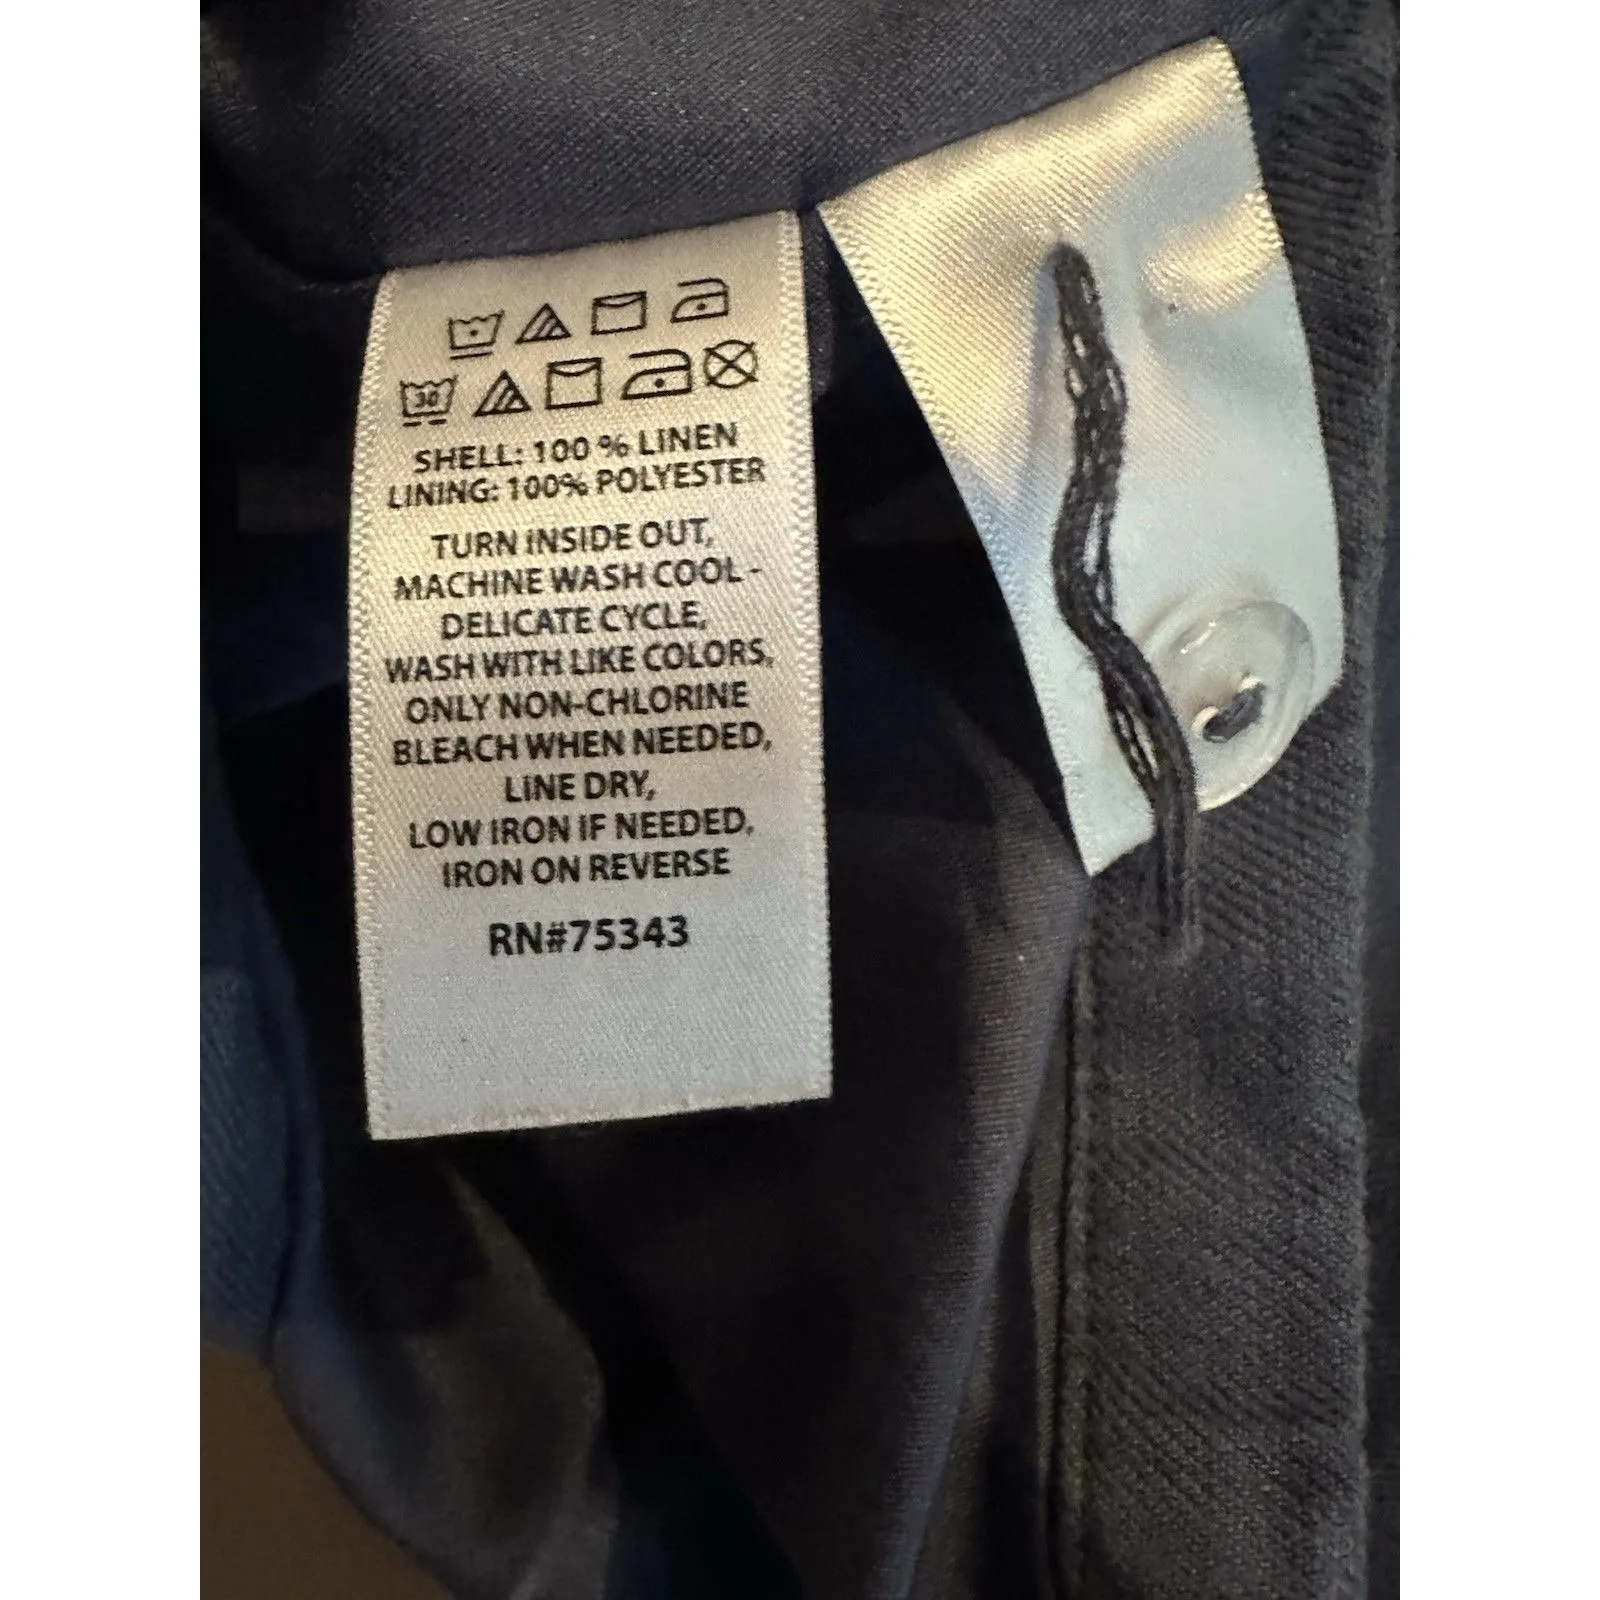 30
SHELL: 100 % LINEN
LINING: 100% POLYESTER
TURN INSIDE OUT,
MACHINE WASH COOL -
DELICATE CYCLE,
WASH WITH LIKE COLORS,
ONLY NON-CHLORINE
BLEACH WHEN NEEDED,
LINE DRY,
LOW IRON IF NEEDED,
IRON ON REVERSE
RN#75343